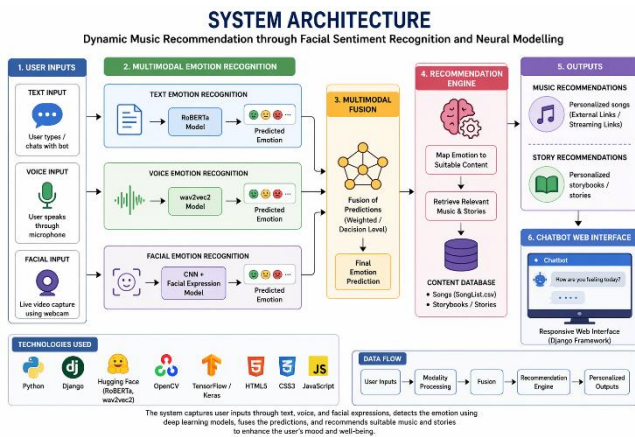 SYSTEM ARCHITECTURE
Dynamic Music Recommendation through Facial Sentiment Recognition and Neural Modelling
1. USER INPUTS
TEXT INPUT
User types /
chats with bot
VOICE INPUT
User speaks
through
microphone
FACIAL INPUT
Live video capture
using webcam
2. MULTIMODAL EMOTION RECOGNITION
TEXT EMOTION RECOGNITION
RoBERTa
Model
Predicted
Emotion
VOICE EMOTION RECOGNITION
wav2vec2
Model
Predicted
Emotion
FACIAL EMOTION RECOGNITION
CNN +
Facial Expression
Model
Predicted
Emotion
3. MULTIMODAL
FUSION
Fusion of
Predictions
(Weighted /
Decision Level)
Final
Emotion
Prediction
4. RECOMMENDATION
ENGINE
Map Emotion to
Suitable Content
Retrieve Relevant
Music & Stories
CONTENT DATABASE
• Songs (SongList.csv)
• Storybooks / Stories
5. OUTPUTS
MUSIC RECOMMENDATIONS
Personalized songs
(External Links /
Streaming Links)
STORY RECOMMENDATIONS
Personalized
storybooks /
stories
6. CHATBOT WEB INTERFACE
Chatbot
How are you feeling today?
Responsive Web Interface
(Django Framework)
TECHNOLOGIES USED
Python
dj
Django
Hugging Face
(RoBERTa,
wav2vec2)
OpenCV
TensorFlow /
Keras
5
HTML5
3
CSS3
JS
JavaScript
DATA FLOW
User Inputs
Modality
Processing
Fusion
Recommendation
Engine
Personalized
Outputs
The system captures user inputs through text, voice, and facial expressions, detects the emotion using
deep learning models, fuses the predictions, and recommends suitable music and stories
to enhance the user's mood and well-being.